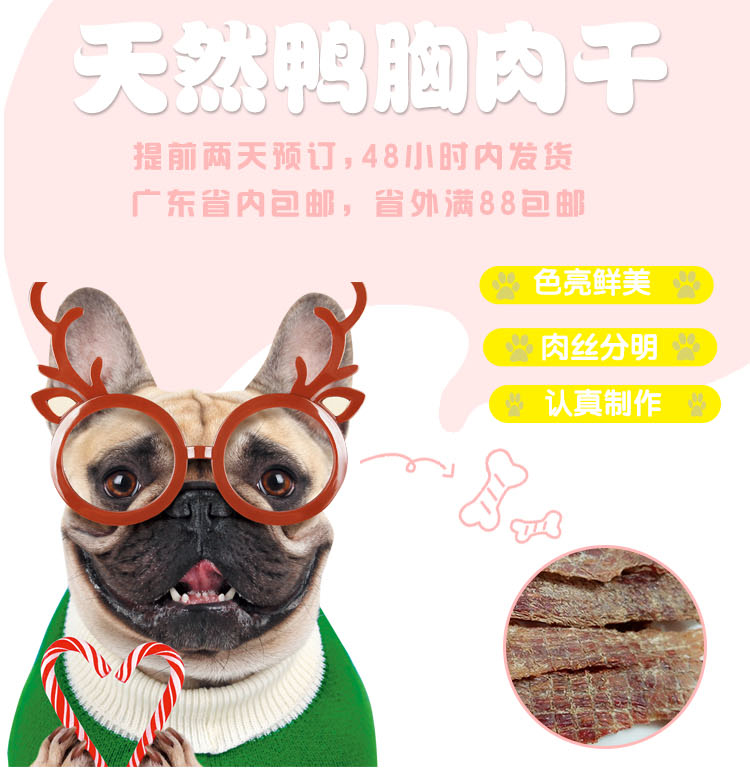 天然鸭胸肉干
提前两天预订,48小时内发货
广东省内包邮，省外满88包邮
色亮鲜美
肉丝分明
认真制作